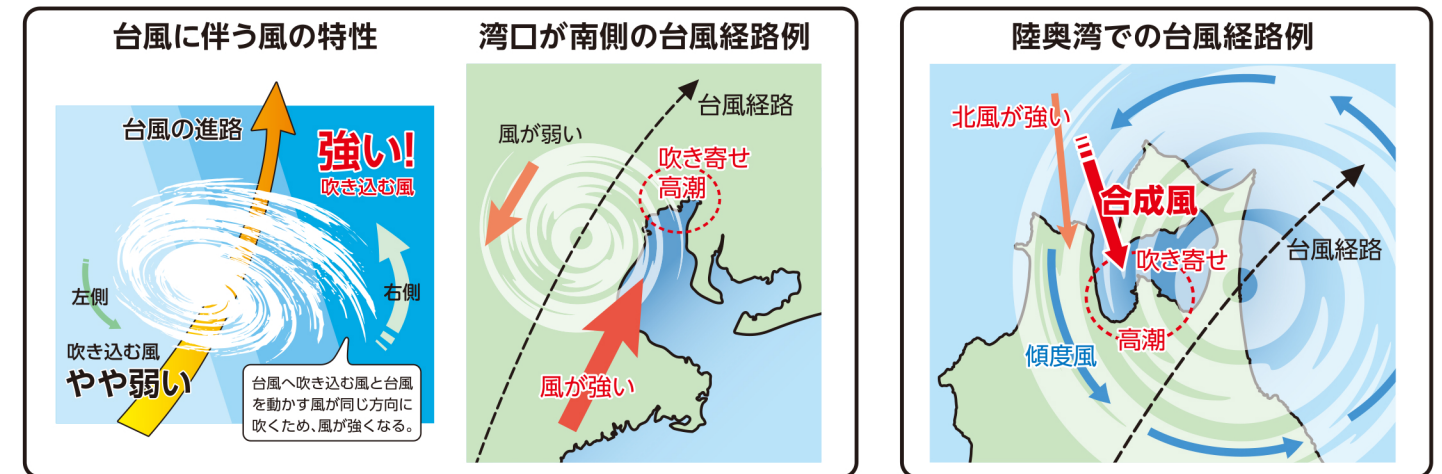 台風に伴う風の特性
台風の進路
強い!
吹き込む風
左側
右側
吹き込む風
やや弱い
台風へ吹き込む風と台風
を動かす風が同じ方向に
吹くため、風が強くなる。
湾口が南側の台風経路例
台風経路
風が弱い
吹き寄せ
高潮
風が強い
陸奥湾での台風経路例
北風が強い
合成風
台風経路
吹き寄せ
高潮
傾度風